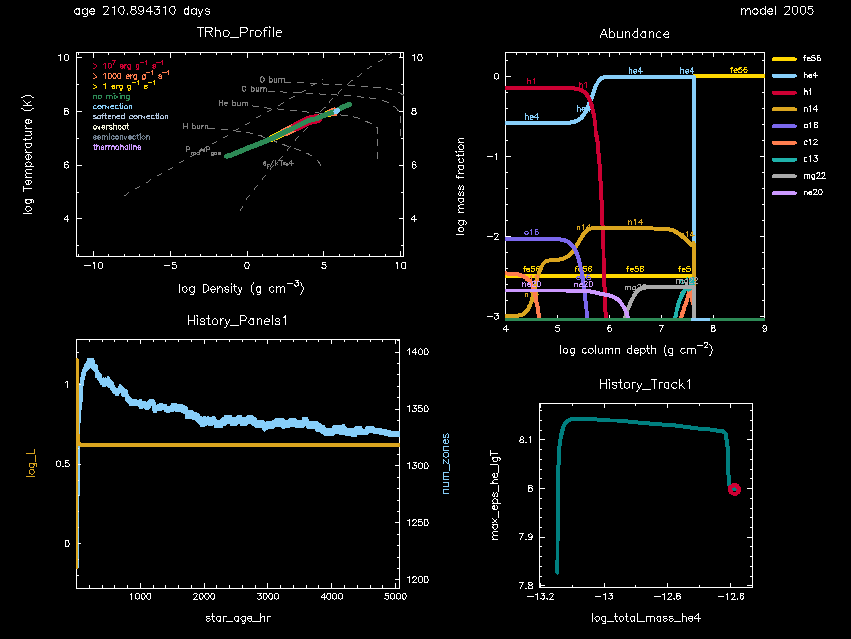 age 210.894310 days
model 2005
TRho_Profile
> 10⁷ erg g⁻¹ s⁻¹
> 1000 erg g⁻¹ s⁻¹
> 1 erg g⁻¹ s⁻¹
no mixing
convection
softened convection
overshoot
semiconvection
thermohaline
O burn
C burn
He burn
H burn
log Temperature (K)
10
8
6
4
10
8
6
4
−10
−5
0
5
10
log Density (g cm⁻³)
Abundance
h1
h1
he4
he4
he4
he4
fe56
o16
n14
n14
fe56
fe56
fe56
ne20
ne20
log mass fraction
0
−1
−2
−3
4
5
6
7
8
9
log column depth (g cm⁻²)
fe56
he4
h1
n14
o16
c12
c13
mg22
ne20
History_Panels1
log_L
1
0.5
0
num_zones
1400
1350
1300
1250
1200
1000
2000
3000
4000
5000
star_age_hr
History_Track1
max_eps_he_lgT
8.1
8
7.9
7.8
−13.2
−13
−12.8
−12.6
log_total_mass_he4